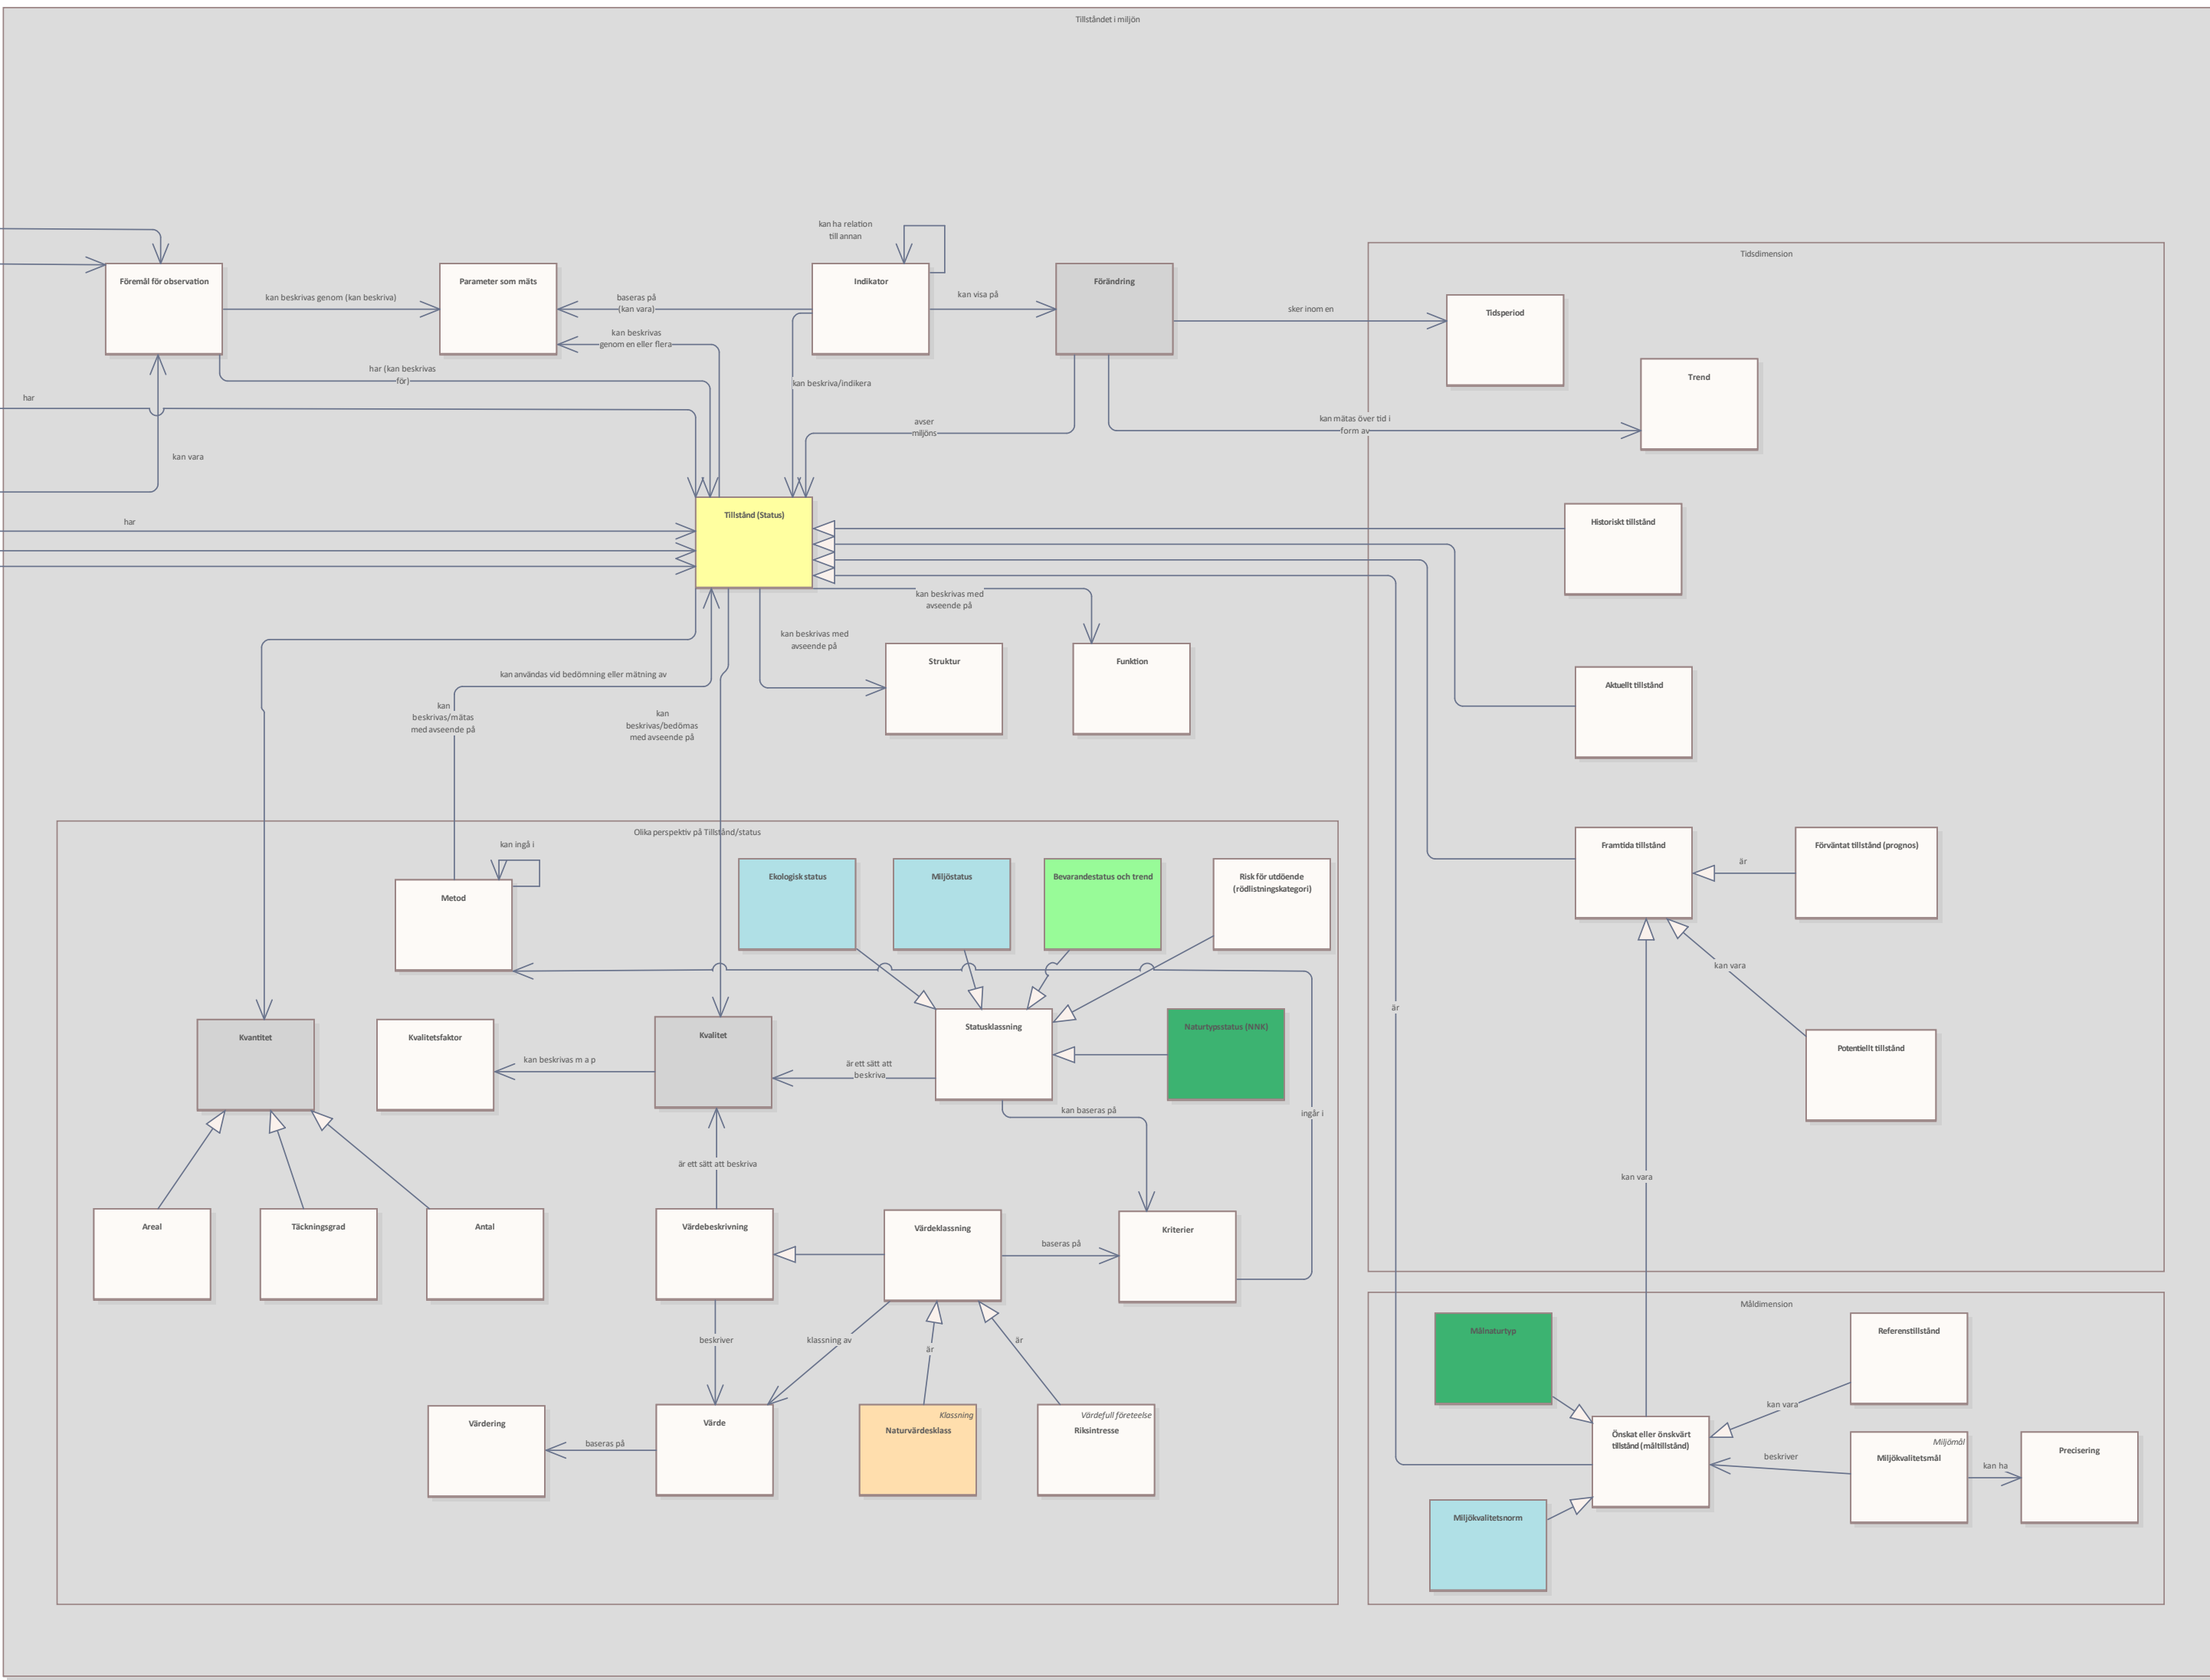 Tillståndet i miljön
kan ha relation
till annan
Tidsdimension
Föremål för observation
Parameter som mäts
Indikator
Förändring
kan beskrivas genom (kan beskriva)
baseras på
(kan vara)
kan visa på
sker inom en
Tidsperiod
kan beskrivas
genom en eller flera
har (kan beskrivas
för)
kan beskriva/indikera
Trend
har
avser
miljöns
kan mätas över tid i
form av
kan vara
har
Tillstånd (Status)
Historiskt tillstånd
kan beskrivas med
avseende på
kan beskrivas med
avseende på
Struktur
Funktion
kan användas vid bedömning eller mätning av
Aktuellt tillstånd
kan
beskrivas/mätas
med avseende på
kan
beskrivas/bedömas
med avseende på
Olika perspektiv på Tillstånd/status
kan ingå i
Metod
Ekologisk status
Miljöstatus
Bevarandestatus och trend
Risk för utdöende
(rödlistningskategori)
Framtida tillstånd
är
Förväntat tillstånd (prognos)
kan vara
är
Kvantitet
Kvalitetsfaktor
kan beskrivas m a p
Kvalitet
är ett sätt att
beskriva
Statusklassning
Naturtypsstatus (NNK)
Potentiellt tillstånd
kan baseras på
ingår i
är ett sätt att beskriva
kan vara
Areal
Täckningsgrad
Antal
Värdebeskrivning
Värdeklassning
baseras på
Kriterier
beskriver
klassning av
är
är
Måldimension
Målnaturtyp
Referenstillstånd
kan vara
Värdering
baseras på
Värde
Klassning
Naturvärdesklass
Värdefull företeelse
Riksintresse
Önskat eller önskvärt
tillstånd (måltillstånd)
beskriver
Miljömål
Miljökvalitetsmål
kan ha
Precisering
Miljökvalitetsnorm